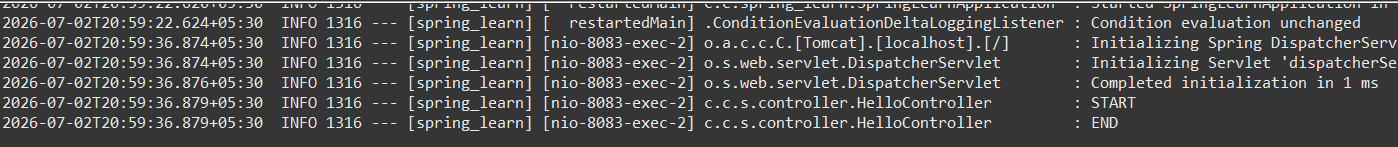 2026-07-02T20:59:22.624+05:30  INFO 1316 --- [spring_learn] [  restartedMain] .ConditionEvaluationDeltaLoggingListener : Condition evaluation unchanged
2026-07-02T20:59:36.874+05:30  INFO 1316 --- [spring_learn] [nio-8083-exec-2] o.a.c.c.C.[Tomcat].[localhost].[/]       : Initializing Spring DispatcherServ
2026-07-02T20:59:36.874+05:30  INFO 1316 --- [spring_learn] [nio-8083-exec-2] o.s.web.servlet.DispatcherServlet        : Initializing Servlet 'dispatcherSe
2026-07-02T20:59:36.876+05:30  INFO 1316 --- [spring_learn] [nio-8083-exec-2] o.s.web.servlet.DispatcherServlet        : Completed initialization in 1 ms
2026-07-02T20:59:36.879+05:30  INFO 1316 --- [spring_learn] [nio-8083-exec-2] c.c.s.controller.HelloController         : START
2026-07-02T20:59:36.879+05:30  INFO 1316 --- [spring_learn] [nio-8083-exec-2] c.c.s.controller.HelloController         : END